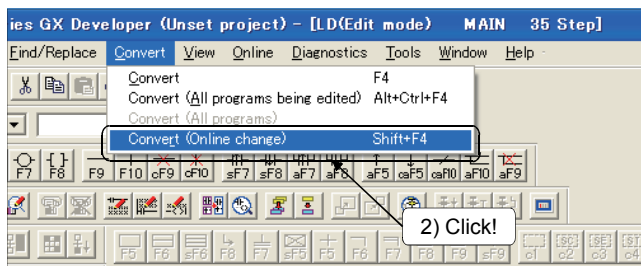 ies GX Developer (Unset project) - [LD(Edit mode)    MAIN    35 Step]
Find/Replace Convert View Online Diagnostics Tools Window Help
Convert F4
Convert (All programs being edited) Alt+Ctrl+F4
Convert (All programs)
Convert (Online change) Shift+F4
F7 F8 F9 F10 cF9 cF10 sF7 sF8 aF7 aF8 aF5 caF5 caF10 aF10 aF9
2) Click!
F5 F6 sF6 F8 F7 sF5 F5 F6 F7 F8 F9 sF9 c1 c2 c3 c4